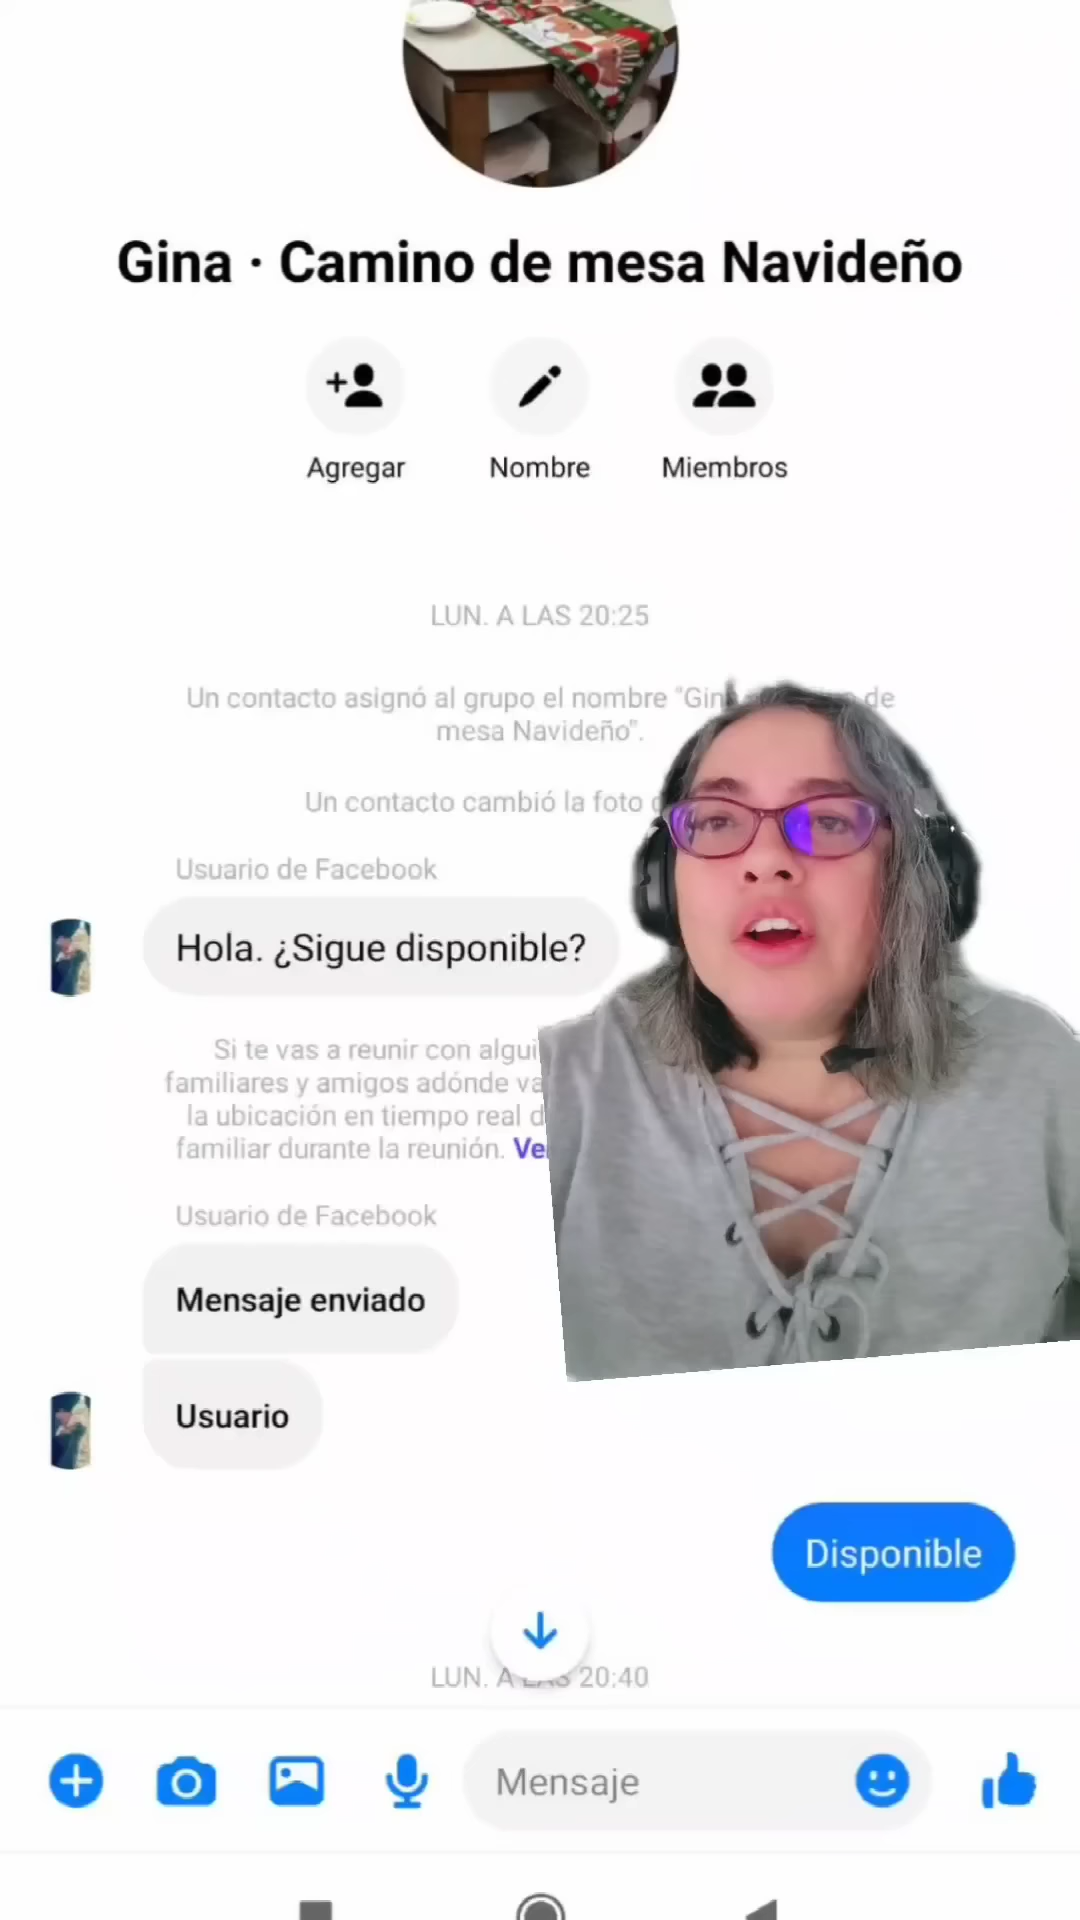 Gina · Camino de mesa Navideño
Agregar
Nombre
Miembros
LUN. A LAS 20:25
Un contacto asignó al grupo el nombre "Gina de
mesa Navideño".
Un contacto cambió la foto
Usuario de Facebook
Hola. ¿Sigue disponible?
Si te vas a reunir con
familiares y amigos adónde
la ubicación en tiempo real
familiar durante la reunión.
Usuario de Facebook
Mensaje enviado
Usuario
Disponible
LUN. A LAS 20:40
Mensaje